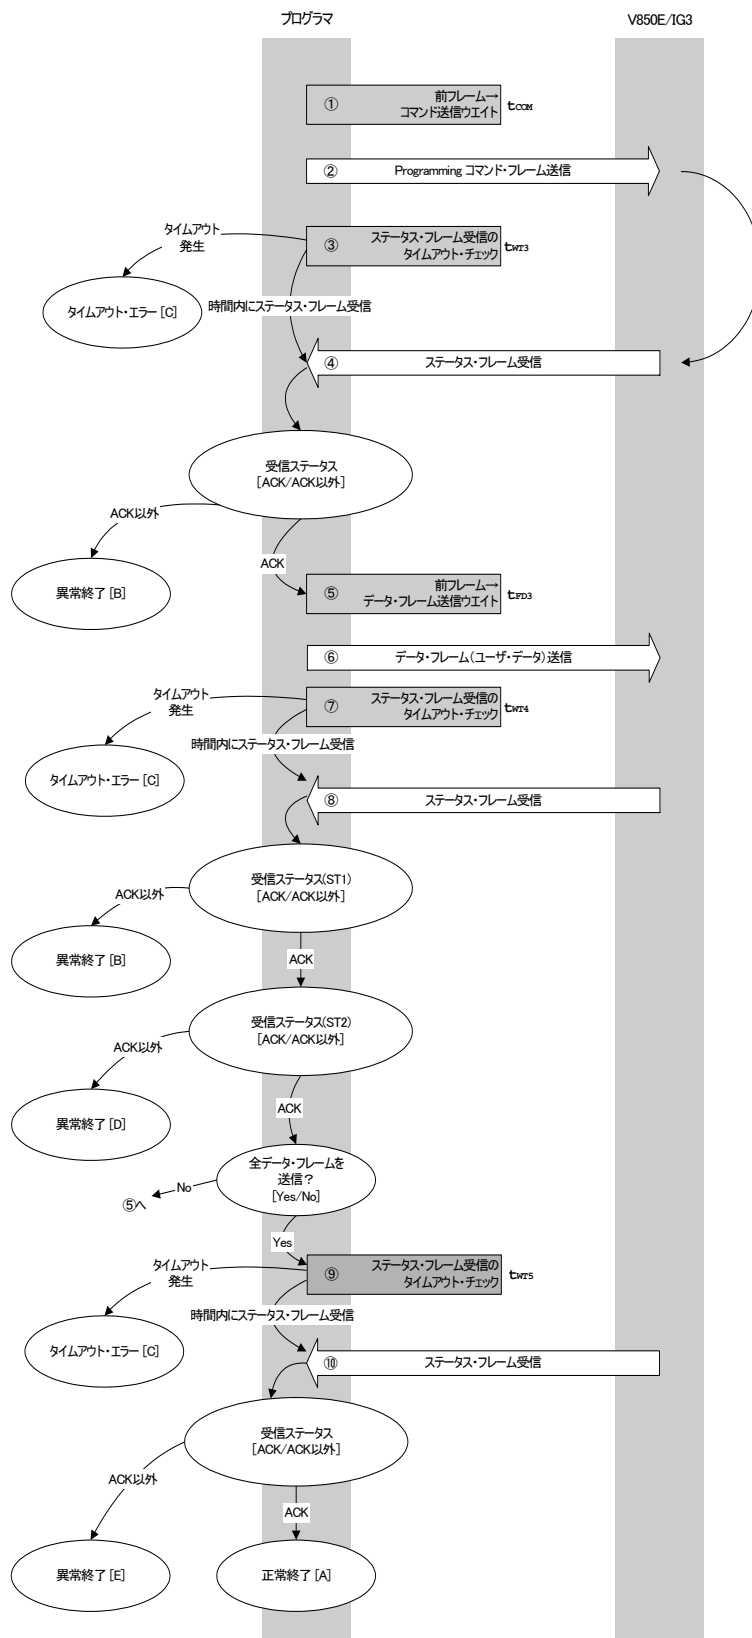 プログラマ
V850E/IG3
① 前フレーム→
コマンド送信ウエイト
tCOM
② Programming コマンド・フレーム送信
タイムアウト
発生
③ ステータス・フレーム受信の
タイムアウト・チェック
tWT3
タイムアウト・エラー [C]
時間内にステータス・フレーム受信
④ ステータス・フレーム受信
受信ステータス
[ACK/ACK以外]
ACK以外
ACK
異常終了 [B]
⑤ 前フレーム→
データ・フレーム送信ウエイト
tFD3
⑥ データ・フレーム(ユーザ・データ)送信
タイムアウト
発生
⑦ ステータス・フレーム受信の
タイムアウト・チェック
tWT4
時間内にステータス・フレーム受信
タイムアウト・エラー [C]
⑧ ステータス・フレーム受信
受信ステータス(ST1)
[ACK/ACK以外]
ACK以外
異常終了 [B]
ACK
受信ステータス(ST2)
[ACK/ACK以外]
ACK以外
異常終了 [D]
ACK
全データ・フレームを
送信?
[Yes/No]
No
⑤へ
Yes
タイムアウト
発生
⑨ ステータス・フレーム受信の
タイムアウト・チェック
tWT5
時間内にステータス・フレーム受信
タイムアウト・エラー [C]
⑩ ステータス・フレーム受信
受信ステータス
[ACK/ACK以外]
ACK以外
ACK
異常終了 [E]
正常終了 [A]